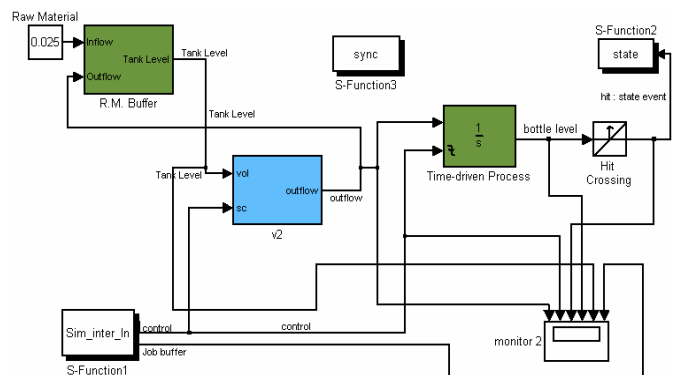 Raw Material
0.025
Inflow
Outflow
Tank Level
R.M. Buffer
Tank Level
Tank Level
Tank Level
sync
S-Function3
S-Function2
state
hit : state event
1
s
Time-driven Process
bottle level
Hit
Crossing
vol
sc
outflow
v2
outflow
Sim_inter_In
S-Function1
control
Job buffer
control
monitor 2